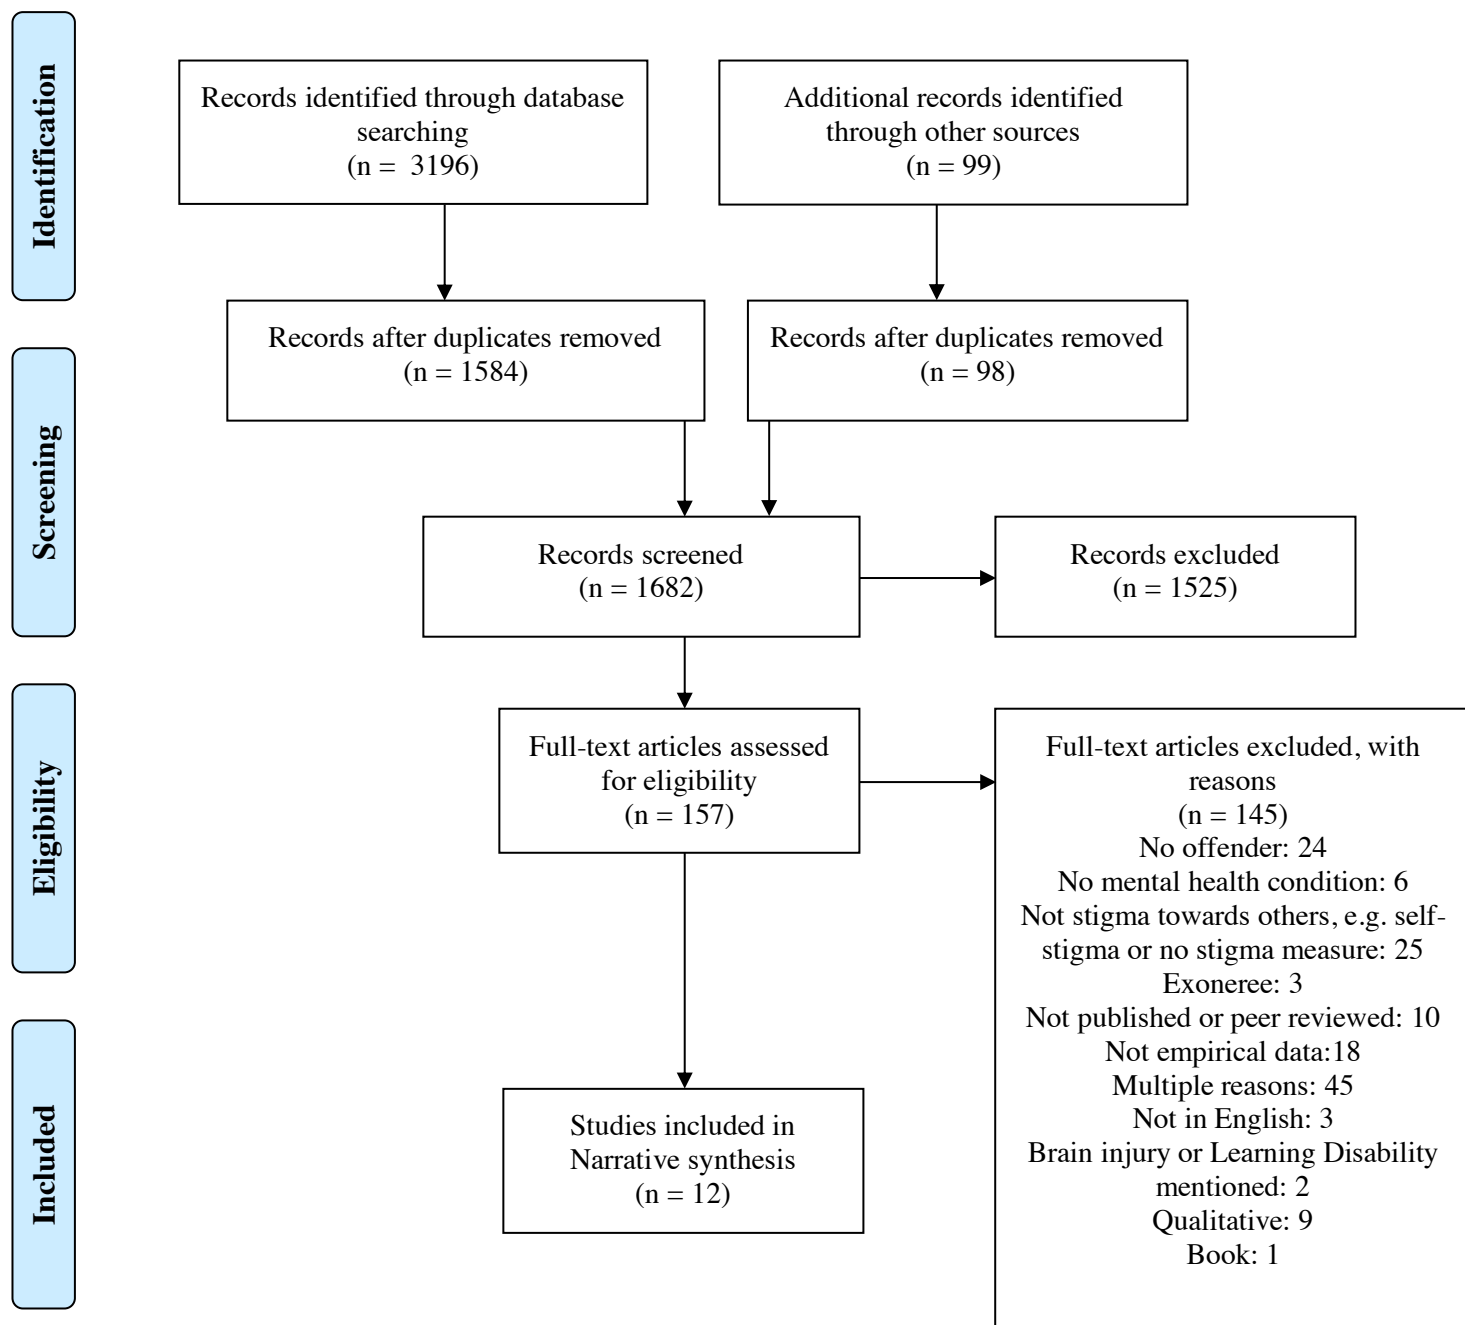 Identification
Records identified through database
searching
(n =  3196)
Additional records identified
through other sources
(n = 99)
Records after duplicates removed
(n = 1584)
Records after duplicates removed
(n = 98)
Screening
Records screened
(n = 1682)
Records excluded
(n = 1525)
Eligibility
Full-text articles assessed
for eligibility
(n = 157)
Full-text articles excluded, with
reasons
(n = 145)
No offender: 24
No mental health condition: 6
Not stigma towards others, e.g. self-
stigma or no stigma measure: 25
Exoneree: 3
Not published or peer reviewed: 10
Not empirical data:18
Multiple reasons: 45
Not in English: 3
Brain injury or Learning Disability
mentioned: 2
Qualitative: 9
Book: 1
Included
Studies included in
Narrative synthesis
(n = 12)